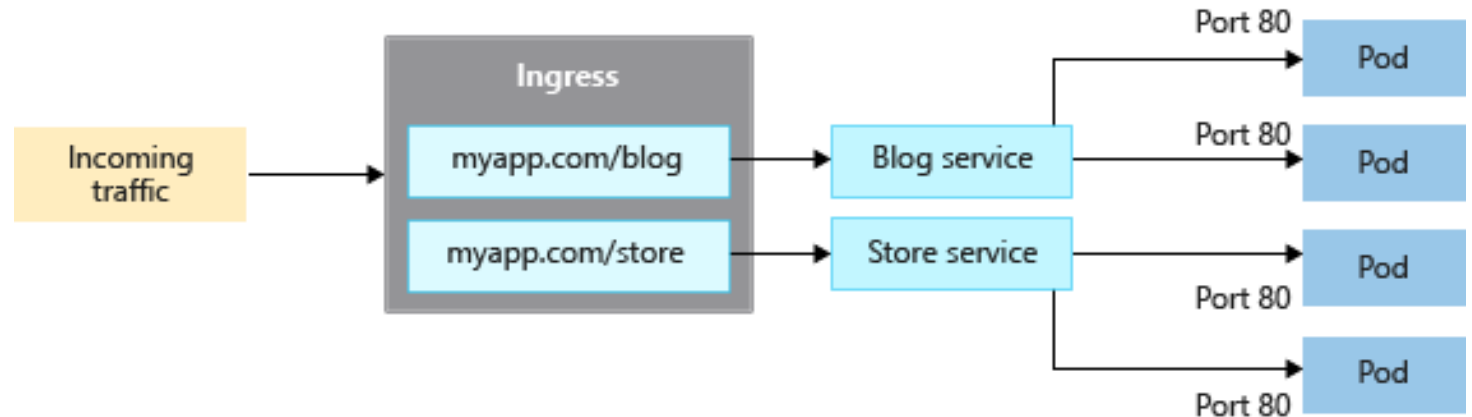 Port 80
Pod
Ingress
Incoming
traffic
myapp.com/blog
Blog service
Port 80
Pod
myapp.com/store
Store service
Port 80
Pod
Port 80
Pod